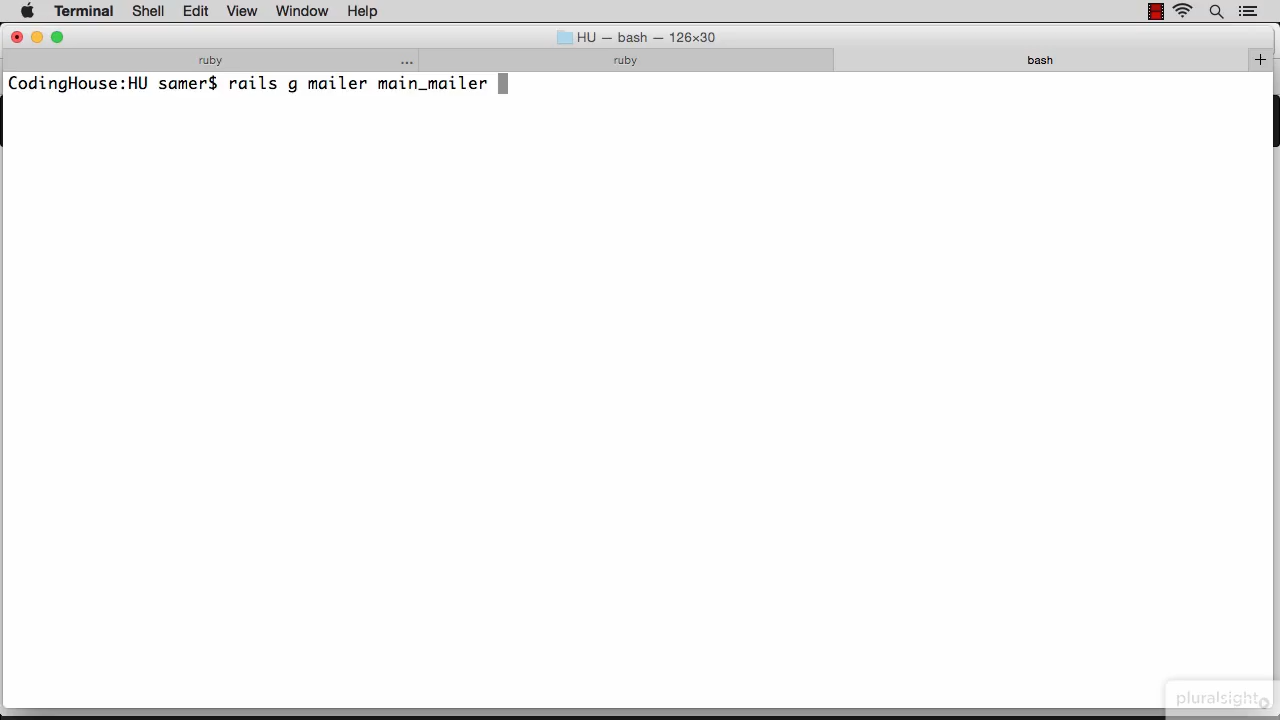 Terminal Shell Edit View Window Help
HU — bash — 126×30
ruby ... ruby bash +
CodingHouse:HU samer$ rails g mailer main_mailer
pluralsight